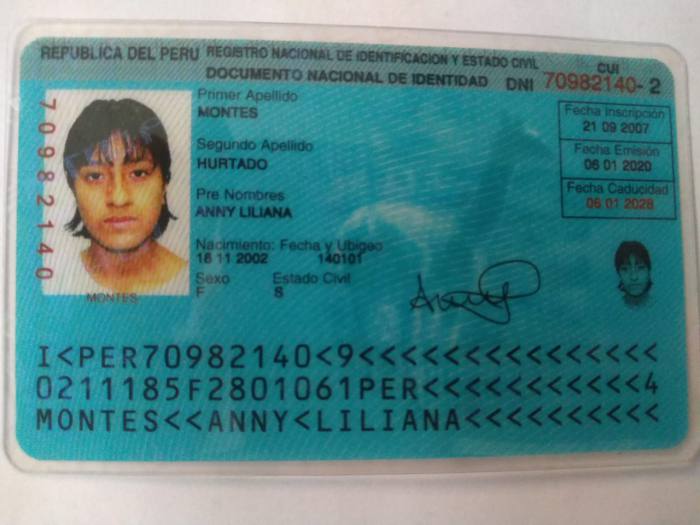 REPUBLICA DEL PERU REGISTRO NACIONAL DE IDENTIFICACION Y ESTADO CIVIL
DOCUMENTO NACIONAL DE IDENTIDAD
CUI
DNI 70982140-2
70982140
Primer Apellido
MONTES
Segundo Apellido
HURTADO
Pre Nombres
ANNY LILIANA
Nacimiento: Fecha y Ubigeo
18 11 2002 140101
Sexo Estado Civil
F S
Fecha Inscripción
21 09 2007
Fecha Emisión
06 01 2020
Fecha Caducidad
06 01 2028
MONTES
I<PER70982140<9<<<<<<<<<<<<<<<
0211185F2801061PER<<<<<<<<<<<4
MONTES<<ANNY<LILIANA<<<<<<<<<<